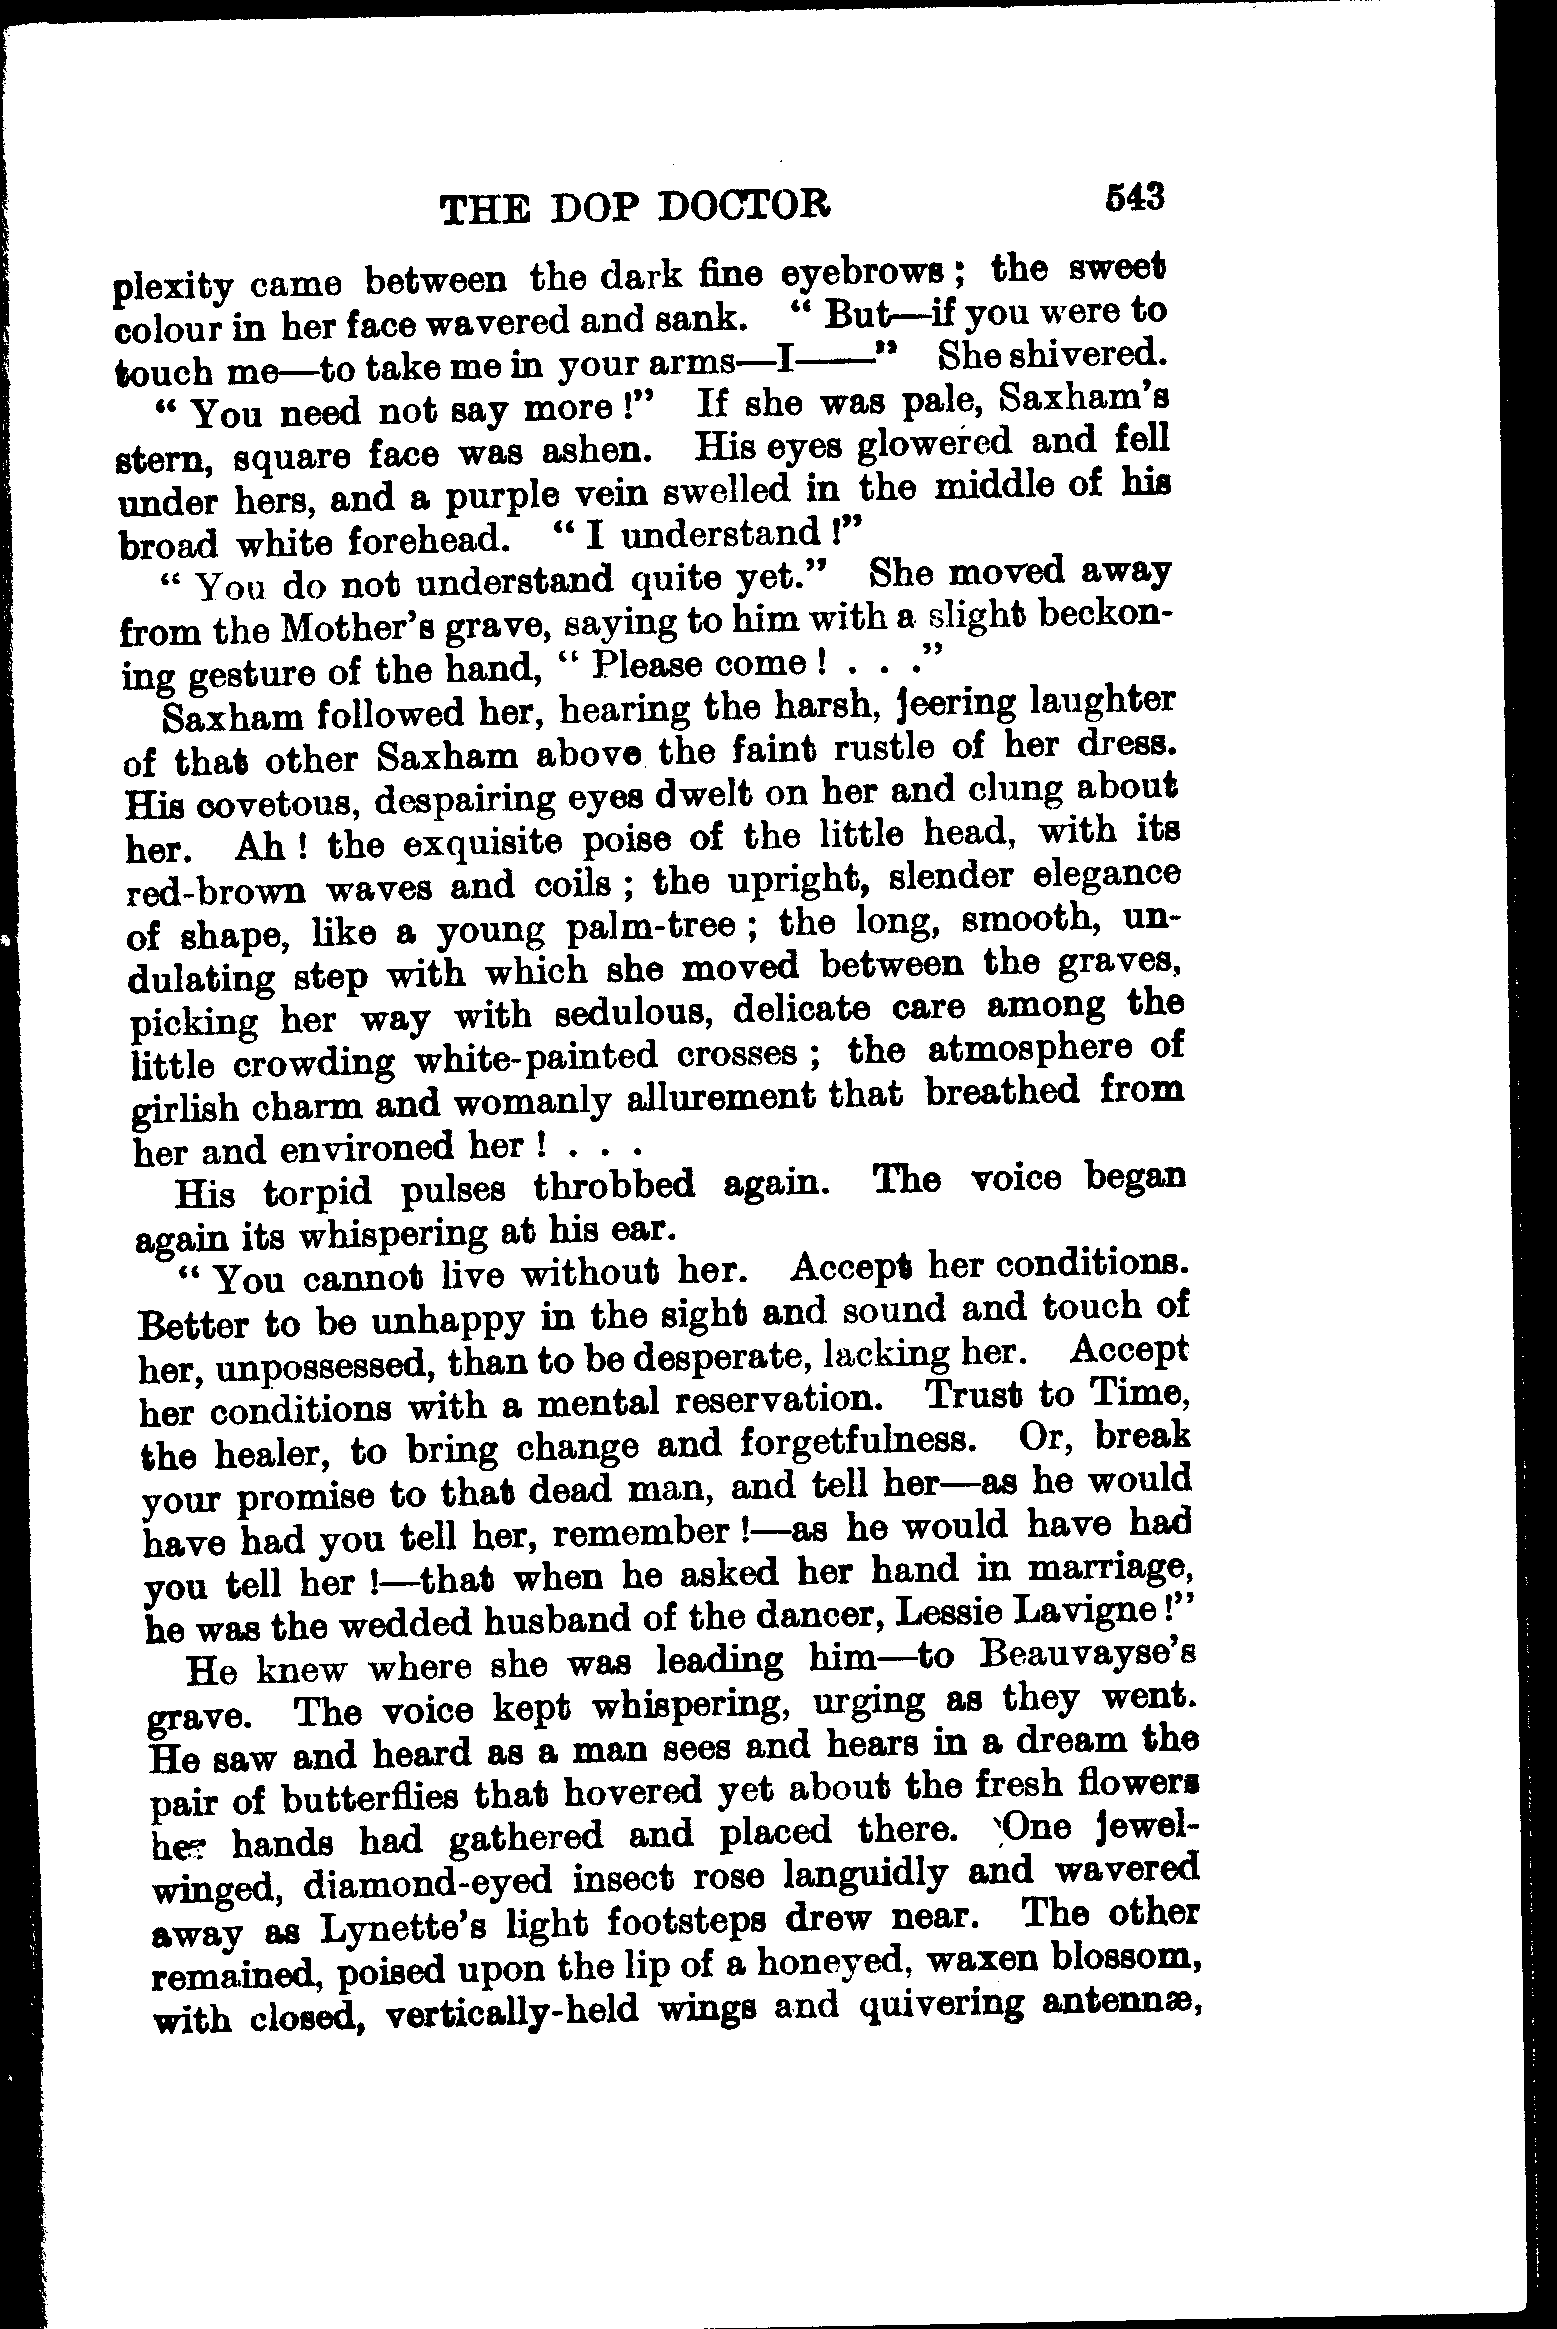 THE DOP DOCTOR 543
plexity came between the dark fine eyebrows; the sweet
colour in her face wavered and sank. “ But—if you were to
touch me—to take me in your arms—I——” She shivered.
“ You need not say more !” If she was pale, Saxham’s
stern, square face was ashen. His eyes glowered and fell
under hers, and a purple vein swelled in the middle of his
broad white forehead. “ I understand !”
“ You do not understand quite yet.” She moved away
from the Mother’s grave, saying to him with a slight beckon-
ing gesture of the hand, “ Please come ! . . .”
Saxham followed her, hearing the harsh, jeering laughter
of that other Saxham above the faint rustle of her dress.
His covetous, despairing eyes dwelt on her and clung about
her. Ah ! the exquisite poise of the little head, with its
red-brown waves and coils ; the upright, slender elegance
of shape, like a young palm-tree ; the long, smooth, un-
dulating step with which she moved between the graves,
picking her way with sedulous, delicate care among the
little crowding white-painted crosses ; the atmosphere of
girlish charm and womanly allurement that breathed from
her and environed her ! . . .
His torpid pulses throbbed again. The voice began
again its whispering at his ear.
“ You cannot live without her. Accept her conditions.
Better to be unhappy in the sight and sound and touch of
her, unpossessed, than to be desperate, lacking her. Accept
her conditions with a mental reservation. Trust to Time,
the healer, to bring change and forgetfulness. Or, break
your promise to that dead man, and tell her—as he would
have had you tell her, remember !—as he would have had
you tell her !—that when he asked her hand in marriage,
he was the wedded husband of the dancer, Lessie Lavigne !”
He knew where she was leading him—to Beauvayse’s
grave. The voice kept whispering, urging as they went.
He saw and heard as a man sees and hears in a dream the
pair of butterflies that hovered yet about the fresh flowers
her hands had gathered and placed there. One jewel-
winged, diamond-eyed insect rose languidly and wavered
away as Lynette’s light footsteps drew near. The other
remained, poised upon the lip of a honeyed, waxen blossom,
with closed, vertically-held wings and quivering antennæ,